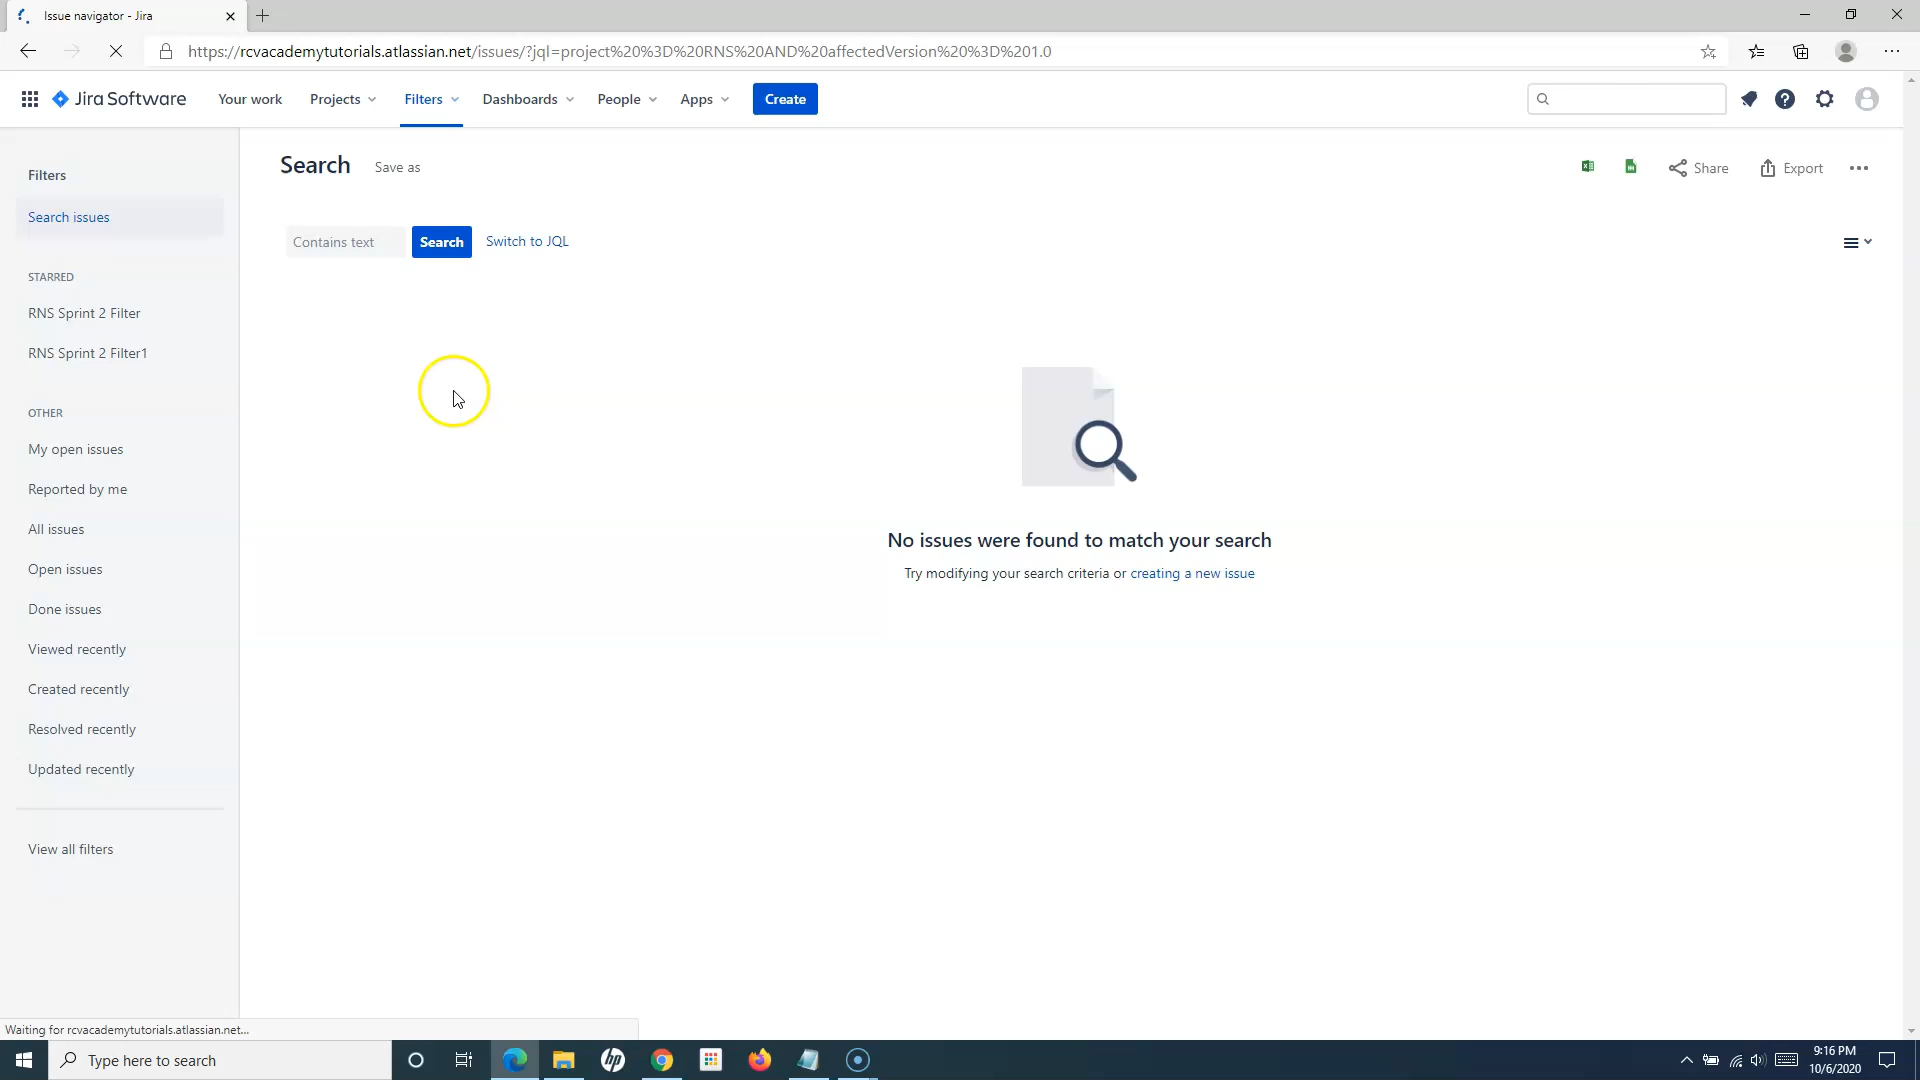 Issue navigator - Jira
https://rcvacademytutorials.atlassian.net/issues/?jql=project%20%3D%20RNS%20AND%20affectedVersion%20%3D%201.0
Jira Software Your work Projects Filters Dashboards People Apps Create
Filters
Search issues
STARRED
RNS Sprint 2 Filter
RNS Sprint 2 Filter1
OTHER
My open issues
Reported by me
All issues
Open issues
Done issues
Viewed recently
Created recently
Resolved recently
Updated recently
View all filters
Search Save as
Share Export
Contains text Search Switch to JQL
No issues were found to match your search
Try modifying your search criteria or creating a new issue
Waiting for rcvacademytutorials.atlassian.net...
Type here to search
hp
9:16 PM
10/6/2020